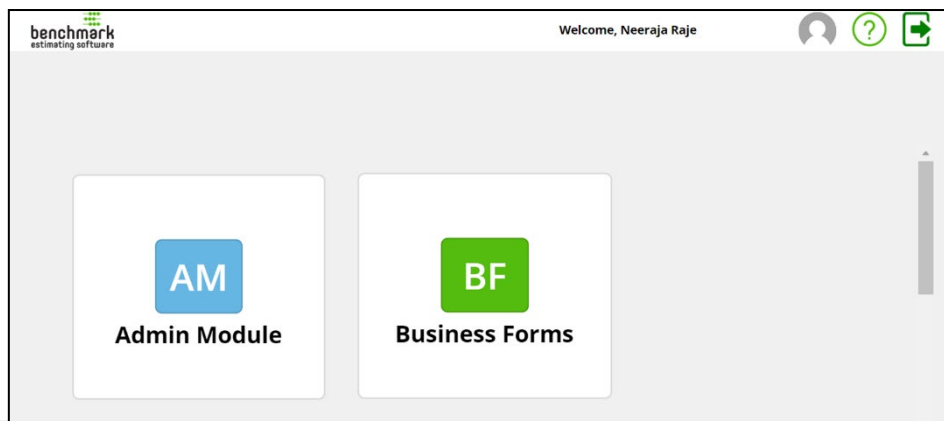 benchmark
estimating software
Welcome, Neeraja Raje
?
AM
Admin Module
BF
Business Forms